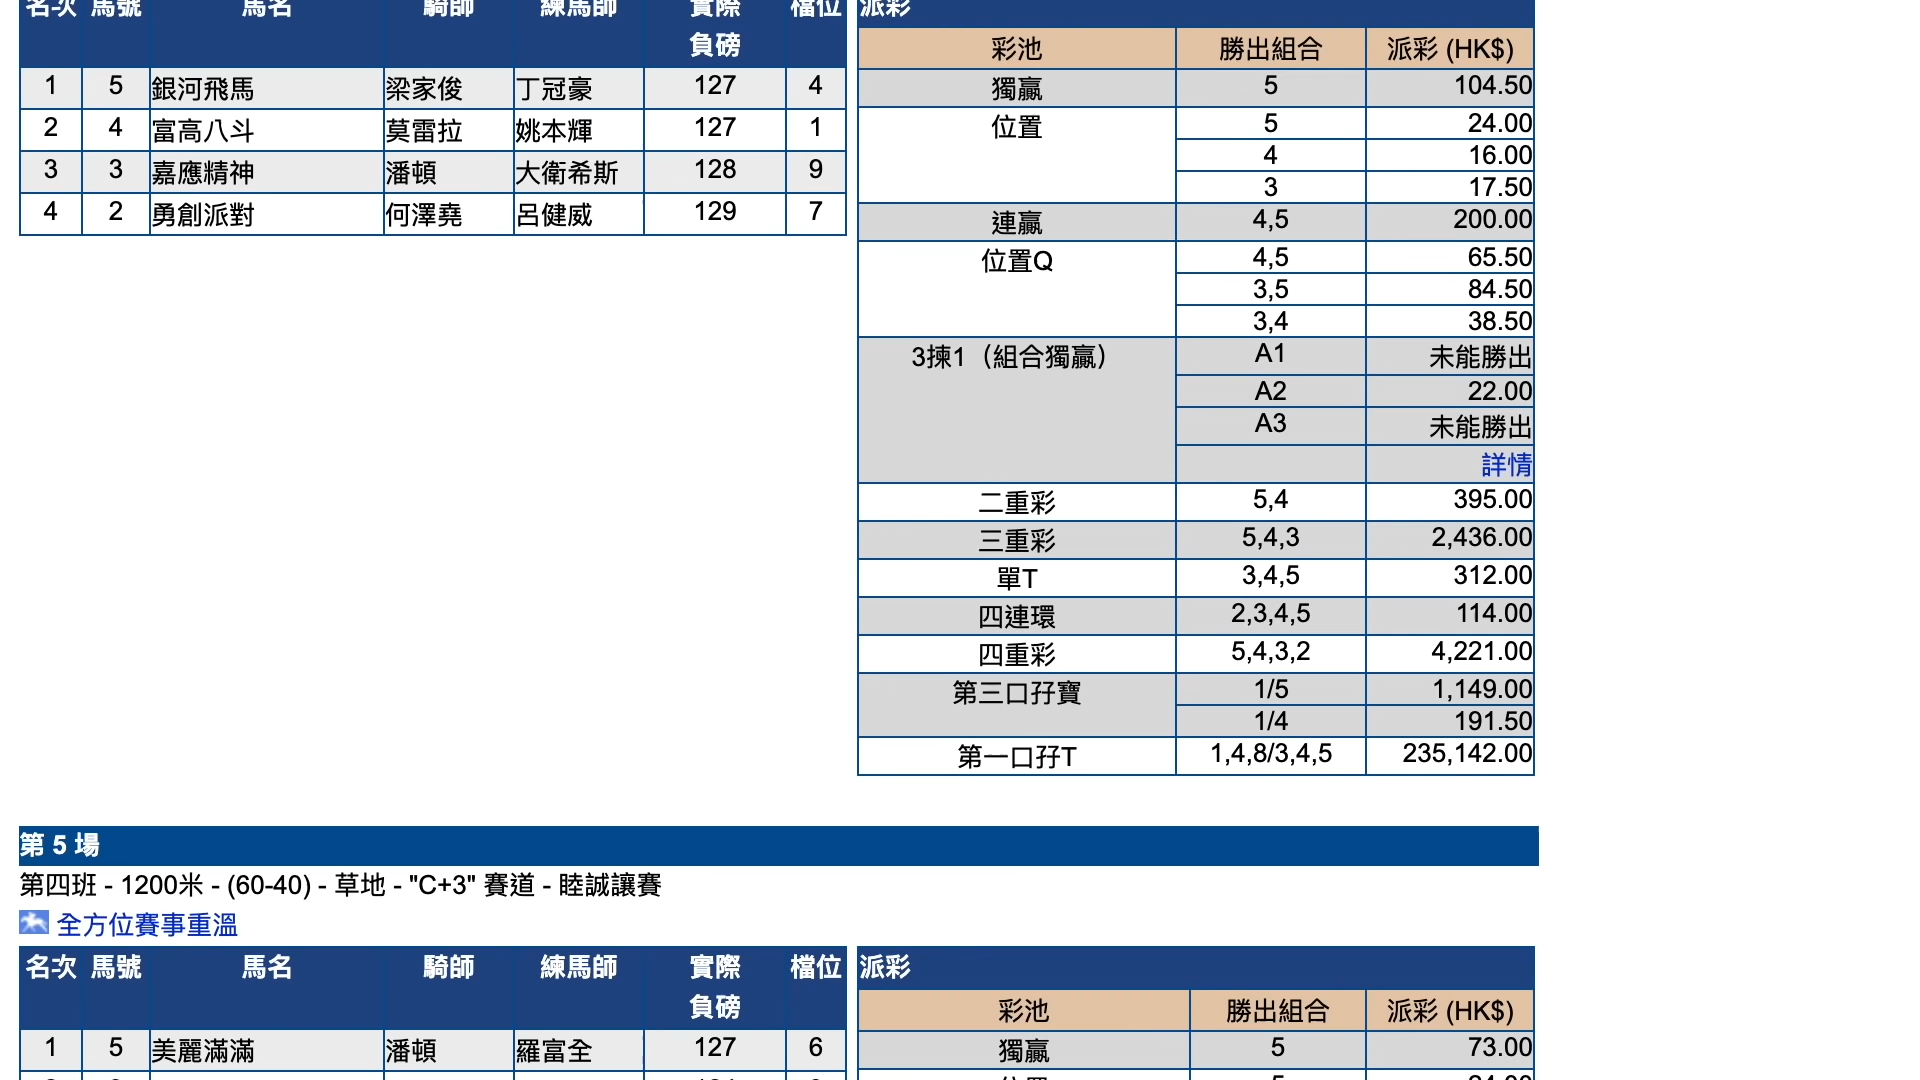 名次 馬號 馬名 騎師 練馬師 實際負磅 檔位
1 5 銀河飛馬 梁家俊 丁冠豪 127 4
2 4 富高八斗 莫雷拉 姚本輝 127 1
3 3 嘉應精神 潘頓 大衛希斯 128 9
4 2 勇創派對 何澤堯 呂健威 129 7
派彩
彩池 勝出組合 派彩 (HK$)
獨贏 5 104.50
位置 5 24.00
4 16.00
3 17.50
連贏 4,5 200.00
位置Q 4,5 65.50
3,5 84.50
3,4 38.50
3揀1（組合獨贏） A1 未能勝出
A2 22.00
A3 未能勝出
詳情
二重彩 5,4 395.00
三重彩 5,4,3 2,436.00
單T 3,4,5 312.00
四連環 2,3,4,5 114.00
四重彩 5,4,3,2 4,221.00
第三口孖寶 1/5 1,149.00
1/4 191.50
第一口孖T 1,4,8/3,4,5 235,142.00
第 5 場
第四班 - 1200米 - (60-40) - 草地 - "C+3" 賽道 - 睦誠讓賽
全方位賽事重溫
名次 馬號 馬名 騎師 練馬師 實際負磅 檔位
1 5 美麗滿滿 潘頓 羅富全 127 6
派彩
彩池 勝出組合 派彩 (HK$)
獨贏 5 73.00